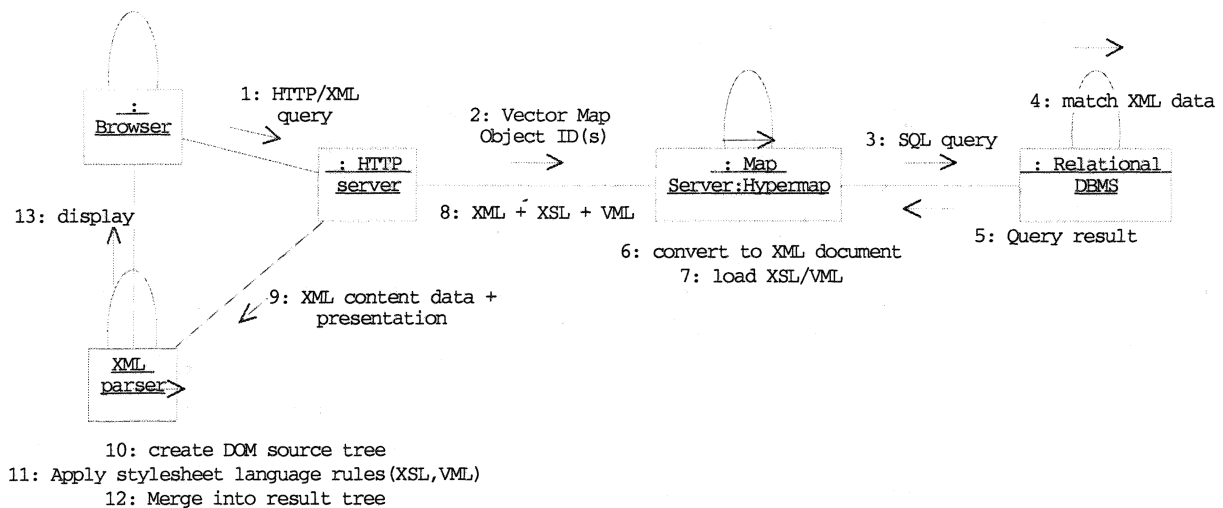 :
Browser
1: HTTP/XML
query
: HTTP
server
2: Vector Map
Object ID(s)
: Map
Server:Hypermap
3: SQL query
4: match XML data
: Relational
DBMS
5: Query result
6: convert to XML document
7: load XSL/VML
8: XML + XSL + VML
13: display
9: XML content data +
presentation
XML
parser
10: create DOM source tree
11: Apply stylesheet language rules(XSL,VML)
12: Merge into result tree